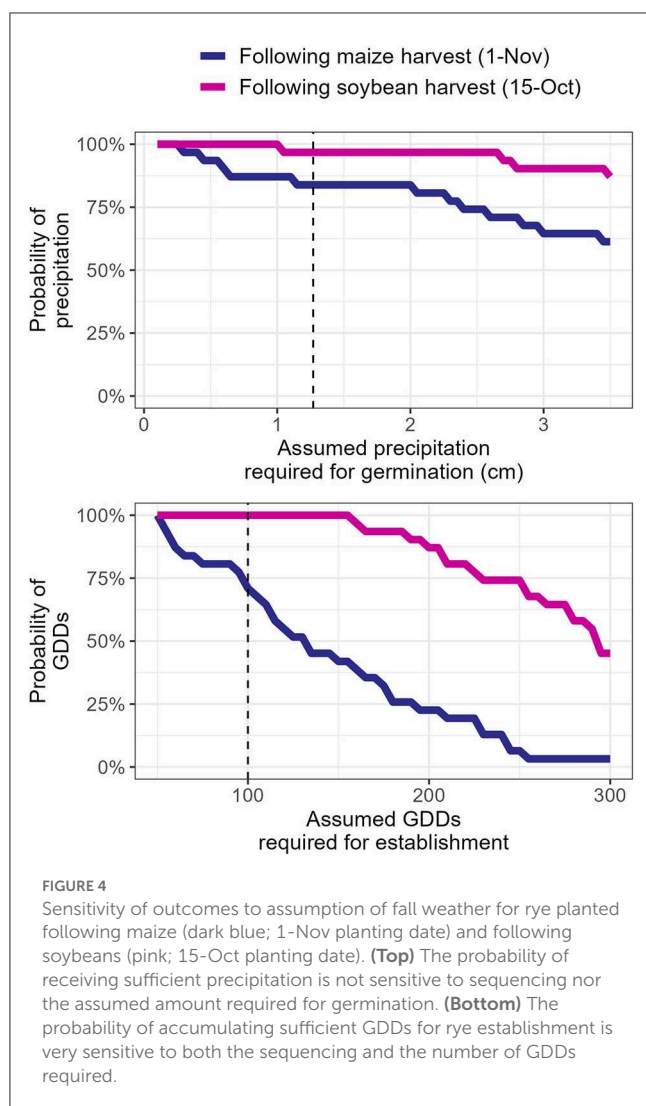 Following maize harvest (1-Nov)
Following soybean harvest (15-Oct)
100%
75%
50%
25%
0%
Probability of
precipitation
0
1
2
3
Assumed precipitation
required for germination (cm)
100%
75%
50%
25%
0%
Probability of
GDDs
100
200
300
Assumed GDDs
required for establishment
FIGURE 4
Sensitivity of outcomes to assumption of fall weather for rye planted
following maize (dark blue; 1-Nov planting date) and following
soybeans (pink; 15-Oct planting date). (Top) The probability of
receiving sufficient precipitation is not sensitive to sequencing nor
the assumed amount required for germination. (Bottom) The
probability of accumulating sufficient GDDs for rye establishment is
very sensitive to both the sequencing and the number of GDDs
required.